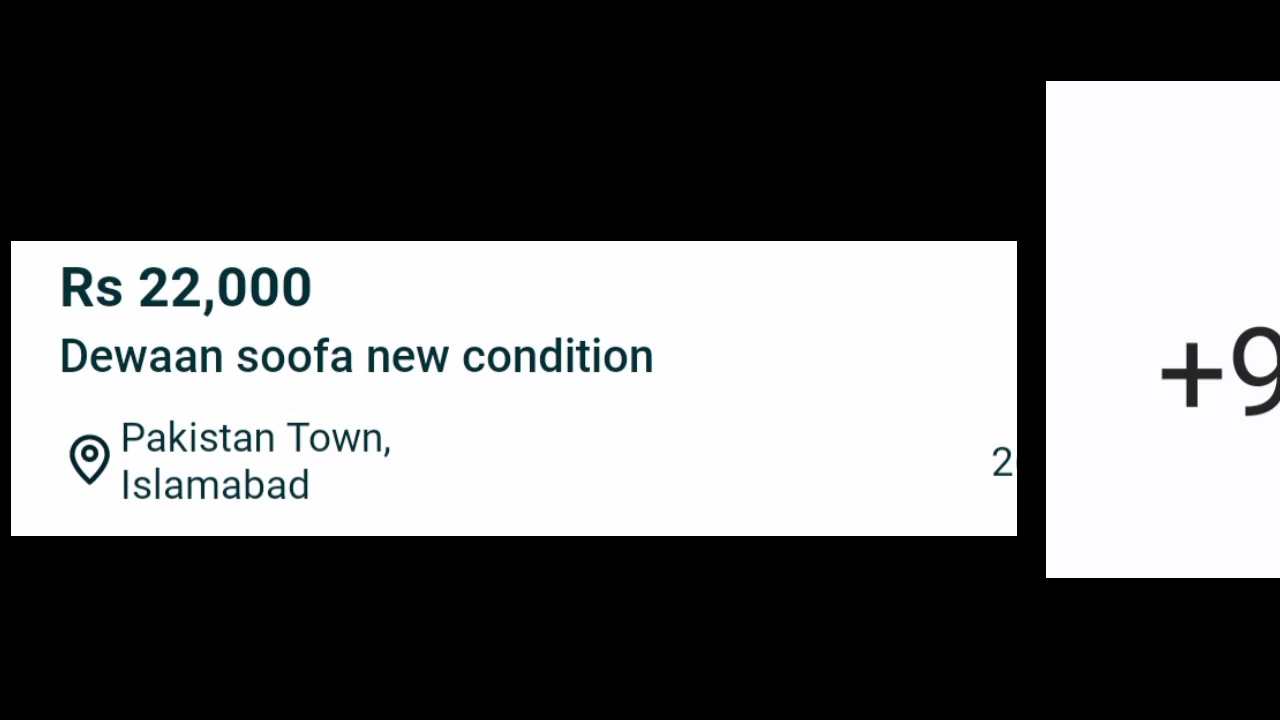 Rs 22,000
Dewaan soofa new condition
Pakistan Town,
Islamabad
2
+9